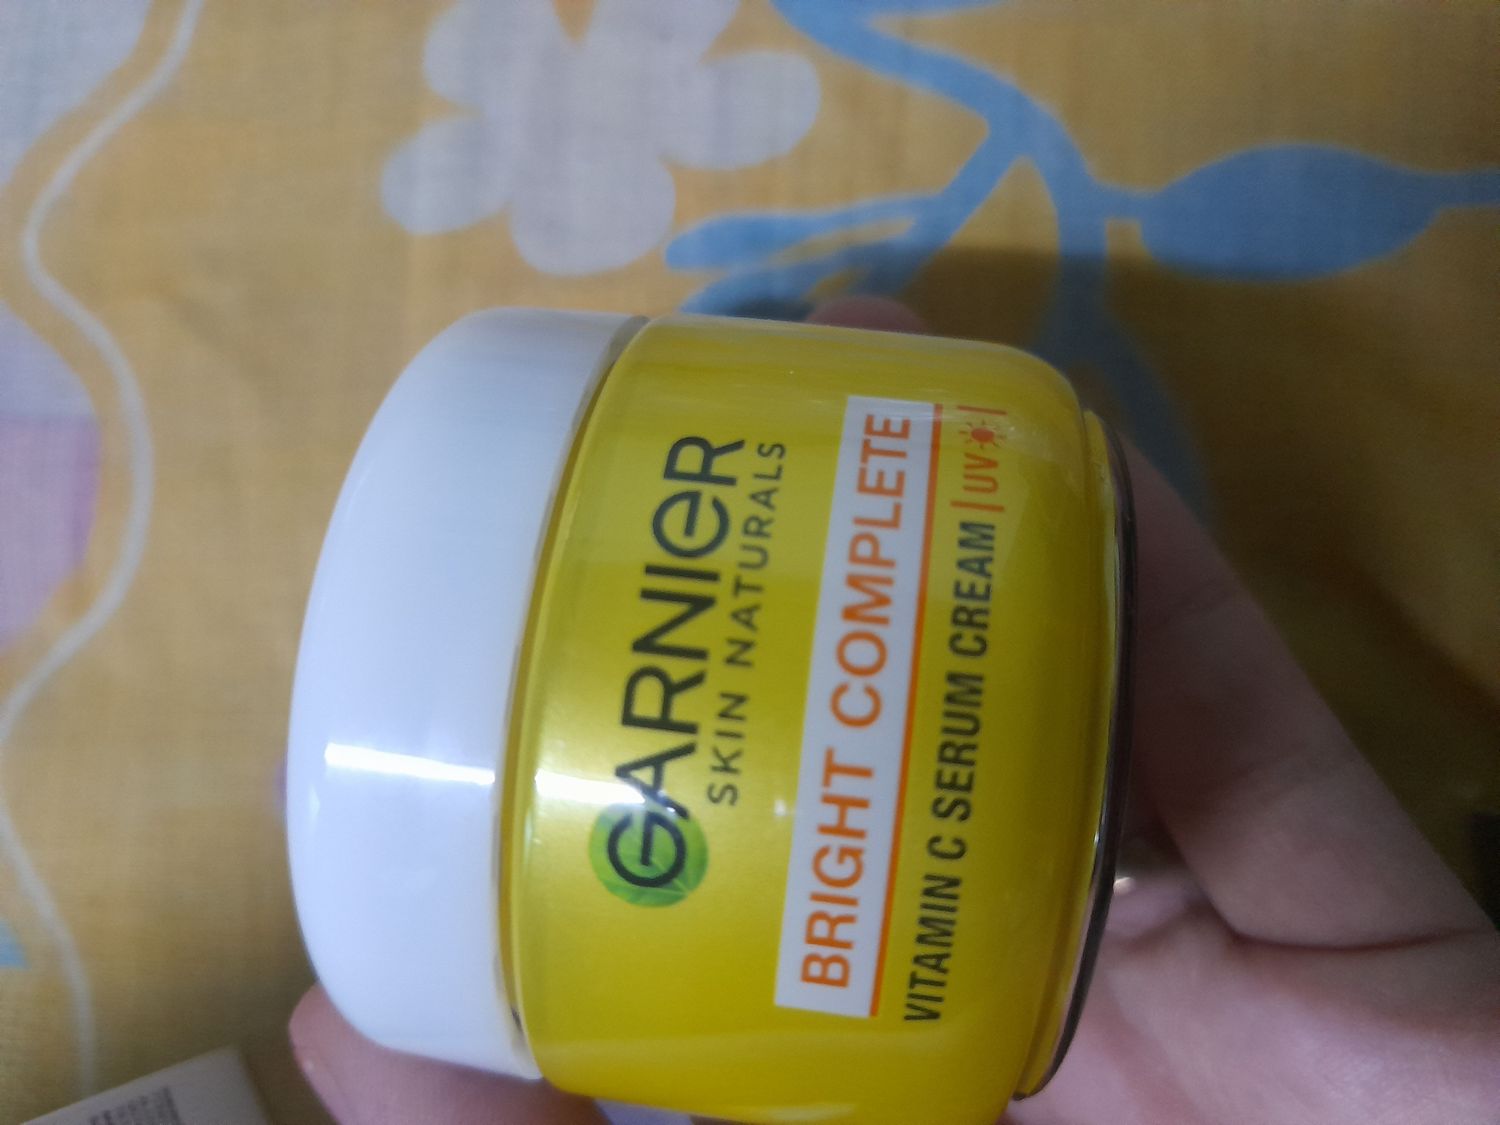 GARNIER
SKIN NATURALS
BRIGHT COMPLETE
VITAMIN C SERUM CREAM | UV |